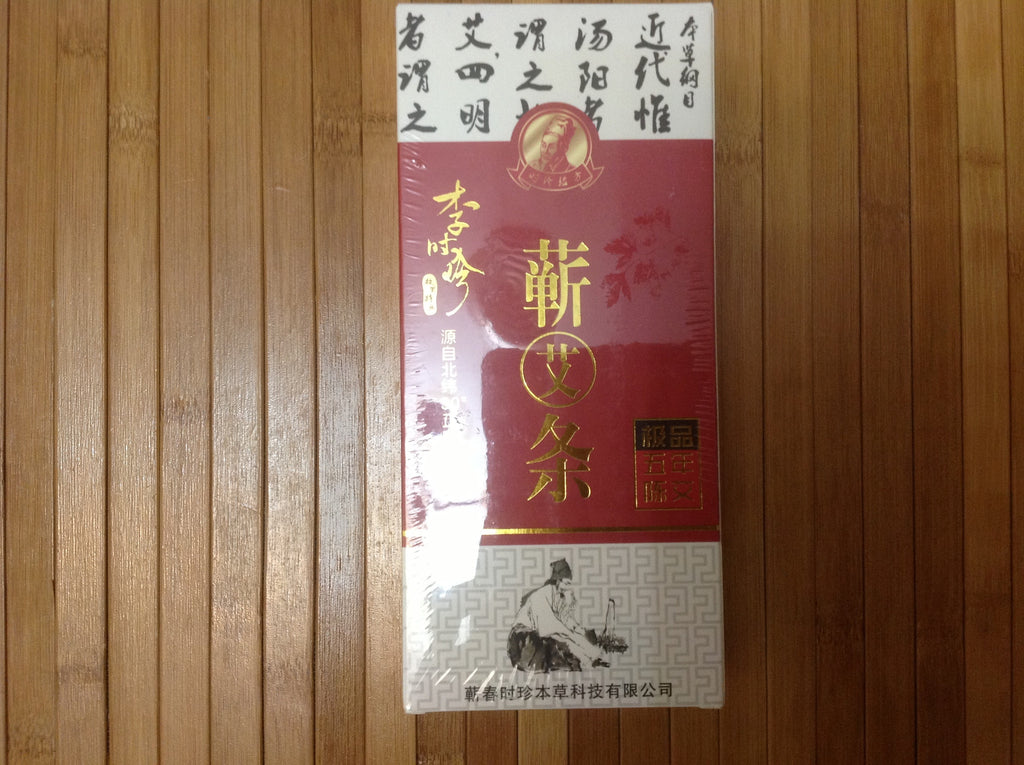 本草纲目
近代惟
汤阳者
谓之
艾,四明
者谓之
李时珍
源自北纬
蕲艾条
极品
五年
陈艾
蕲春时珍本草科技有限公司